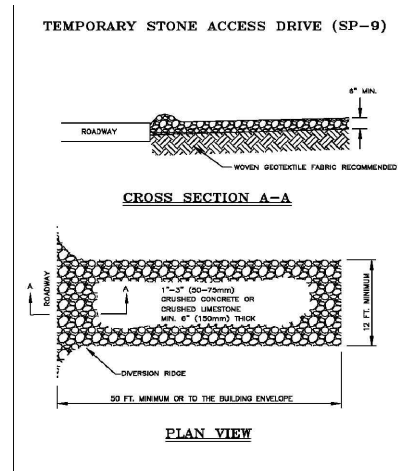 TEMPORARY STONE ACCESS DRIVE (SP-9)
6" MIN.
ROADWAY
WOVEN GEOTEXTILE FABRIC RECOMMENDED
CROSS SECTION A-A
A
ROADWAY
A
1"-3" (50-75mm)
CRUSHED CONCRETE OR
CRUSHED LIMESTONE
MIN. 6" (150mm) THICK
12 FT. MINIMUM
DIVERSION RIDGE
50 FT. MINIMUM OR TO THE BUILDING ENVELOPE
PLAN VIEW